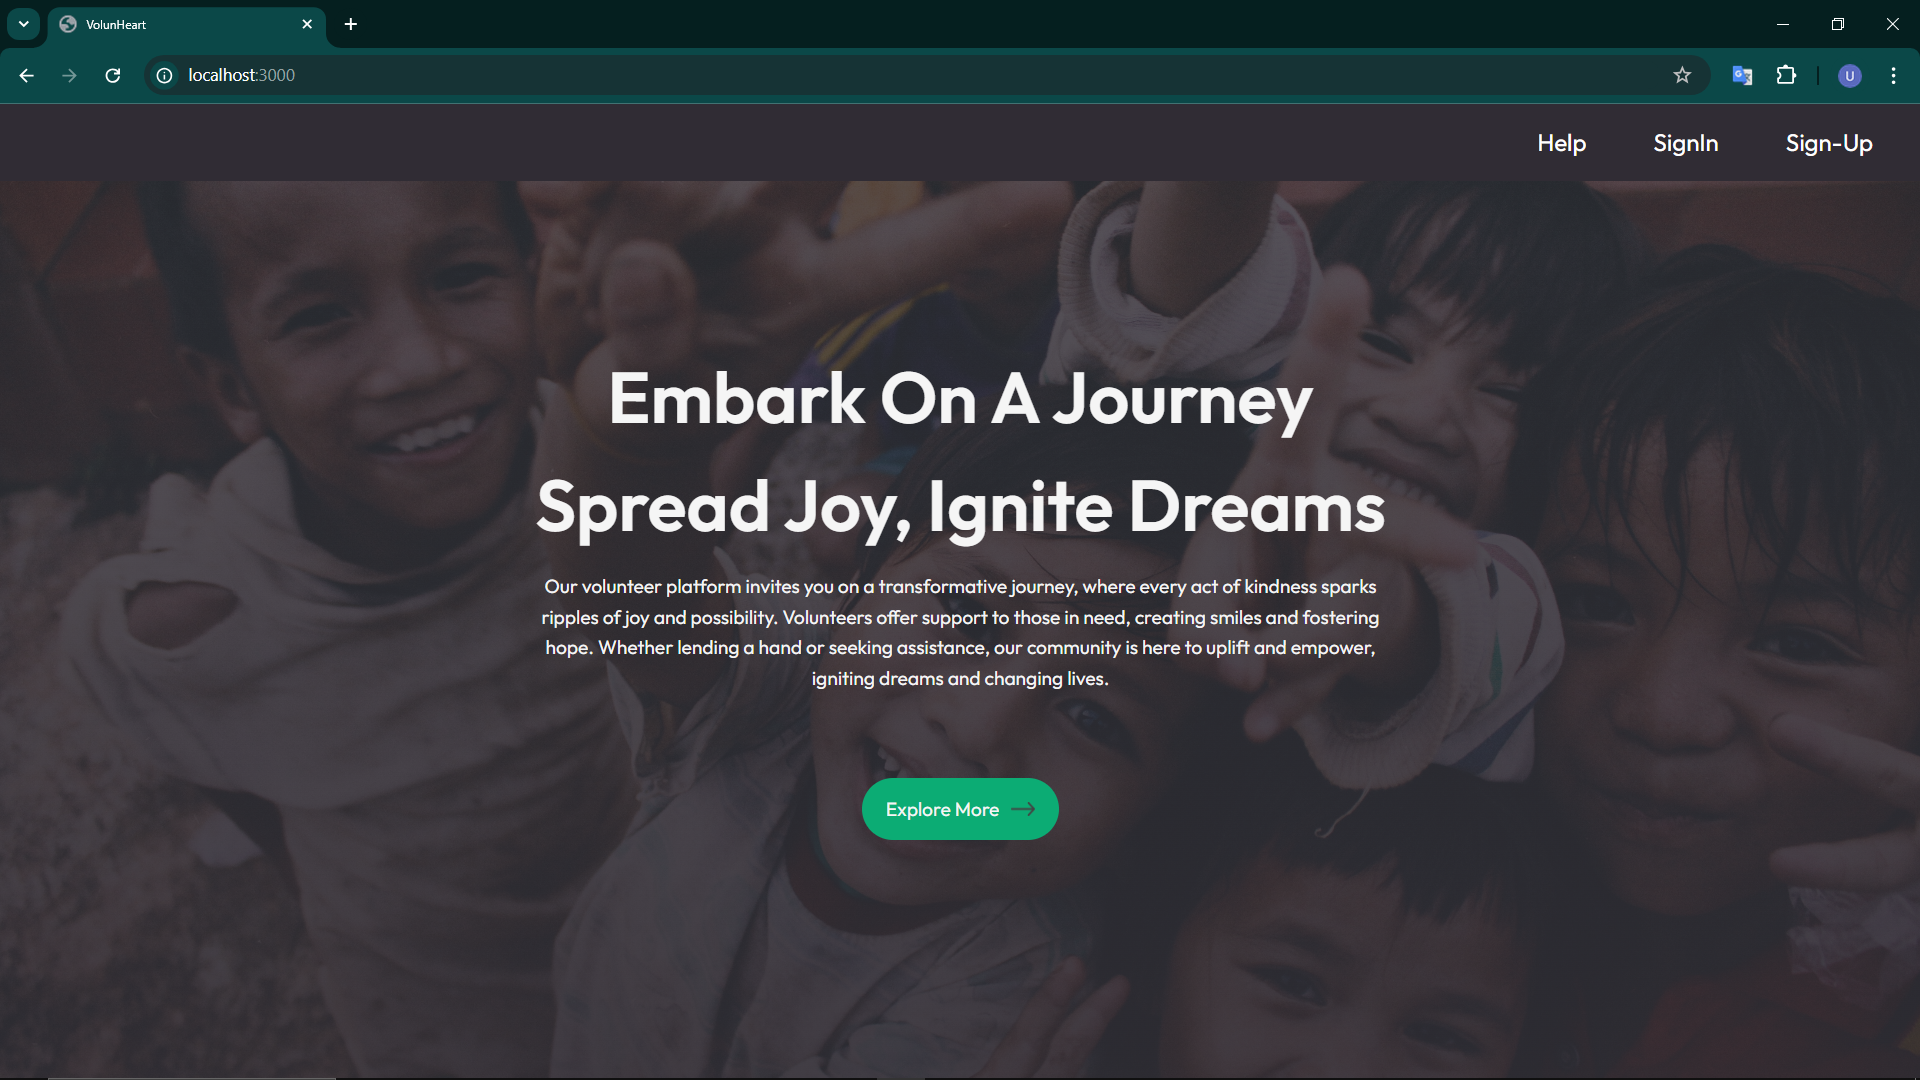 VolunHeart
localhost:3000
U
Help SignIn Sign-Up
Embark On A Journey
Spread Joy, Ignite Dreams
Our volunteer platform invites you on a transformative journey, where every act of kindness sparks
ripples of joy and possibility. Volunteers offer support to those in need, creating smiles and fostering
hope. Whether lending a hand or seeking assistance, our community is here to uplift and empower,
igniting dreams and changing lives.
Explore More